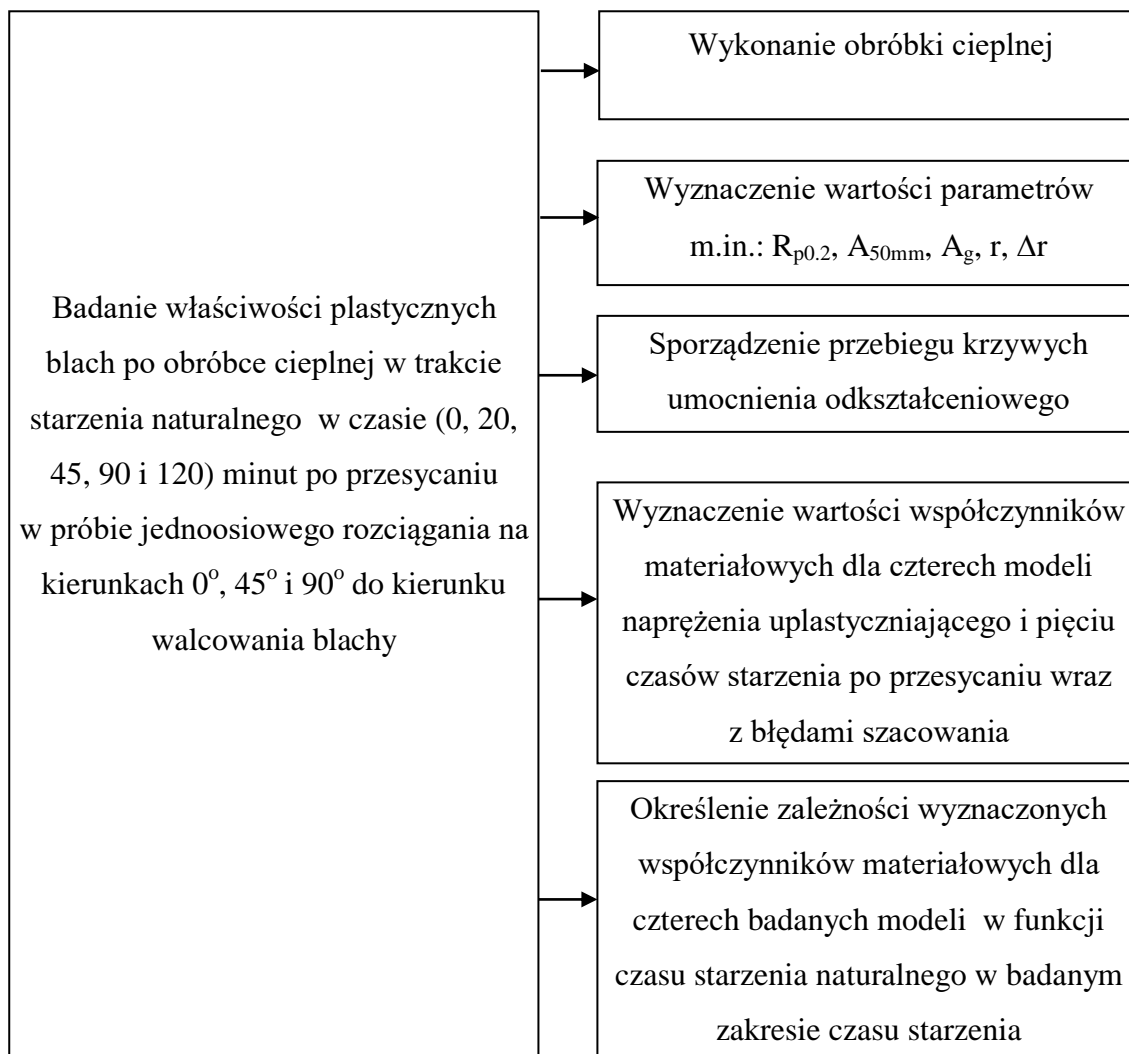 Badanie właściwości plastycznych
blach po obróbce cieplnej w trakcie
starzenia naturalnego w czasie (0, 20,
45, 90 i 120) minut po przesycaniu
w próbie jednoosiowego rozciągania na
kierunkach 0°, 45° i 90° do kierunku
walcowania blachy
Wykonanie obróbki cieplnej
Wyznaczenie wartości parametrów
m.in.: Rp0.2, A50mm, Ag, r, Δr
Sporządzenie przebiegu krzywych
umocnienia odkształceniowego
Wyznaczenie wartości współczynników
materiałowych dla czterech modeli
naprężenia uplastyczniającego i pięciu
czasów starzenia po przesycaniu wraz
z błędami szacowania
Określenie zależności wyznaczonych
współczynników materiałowych dla
czterech badanych modeli w funkcji
czasu starzenia naturalnego w badanym
zakresie czasu starzenia